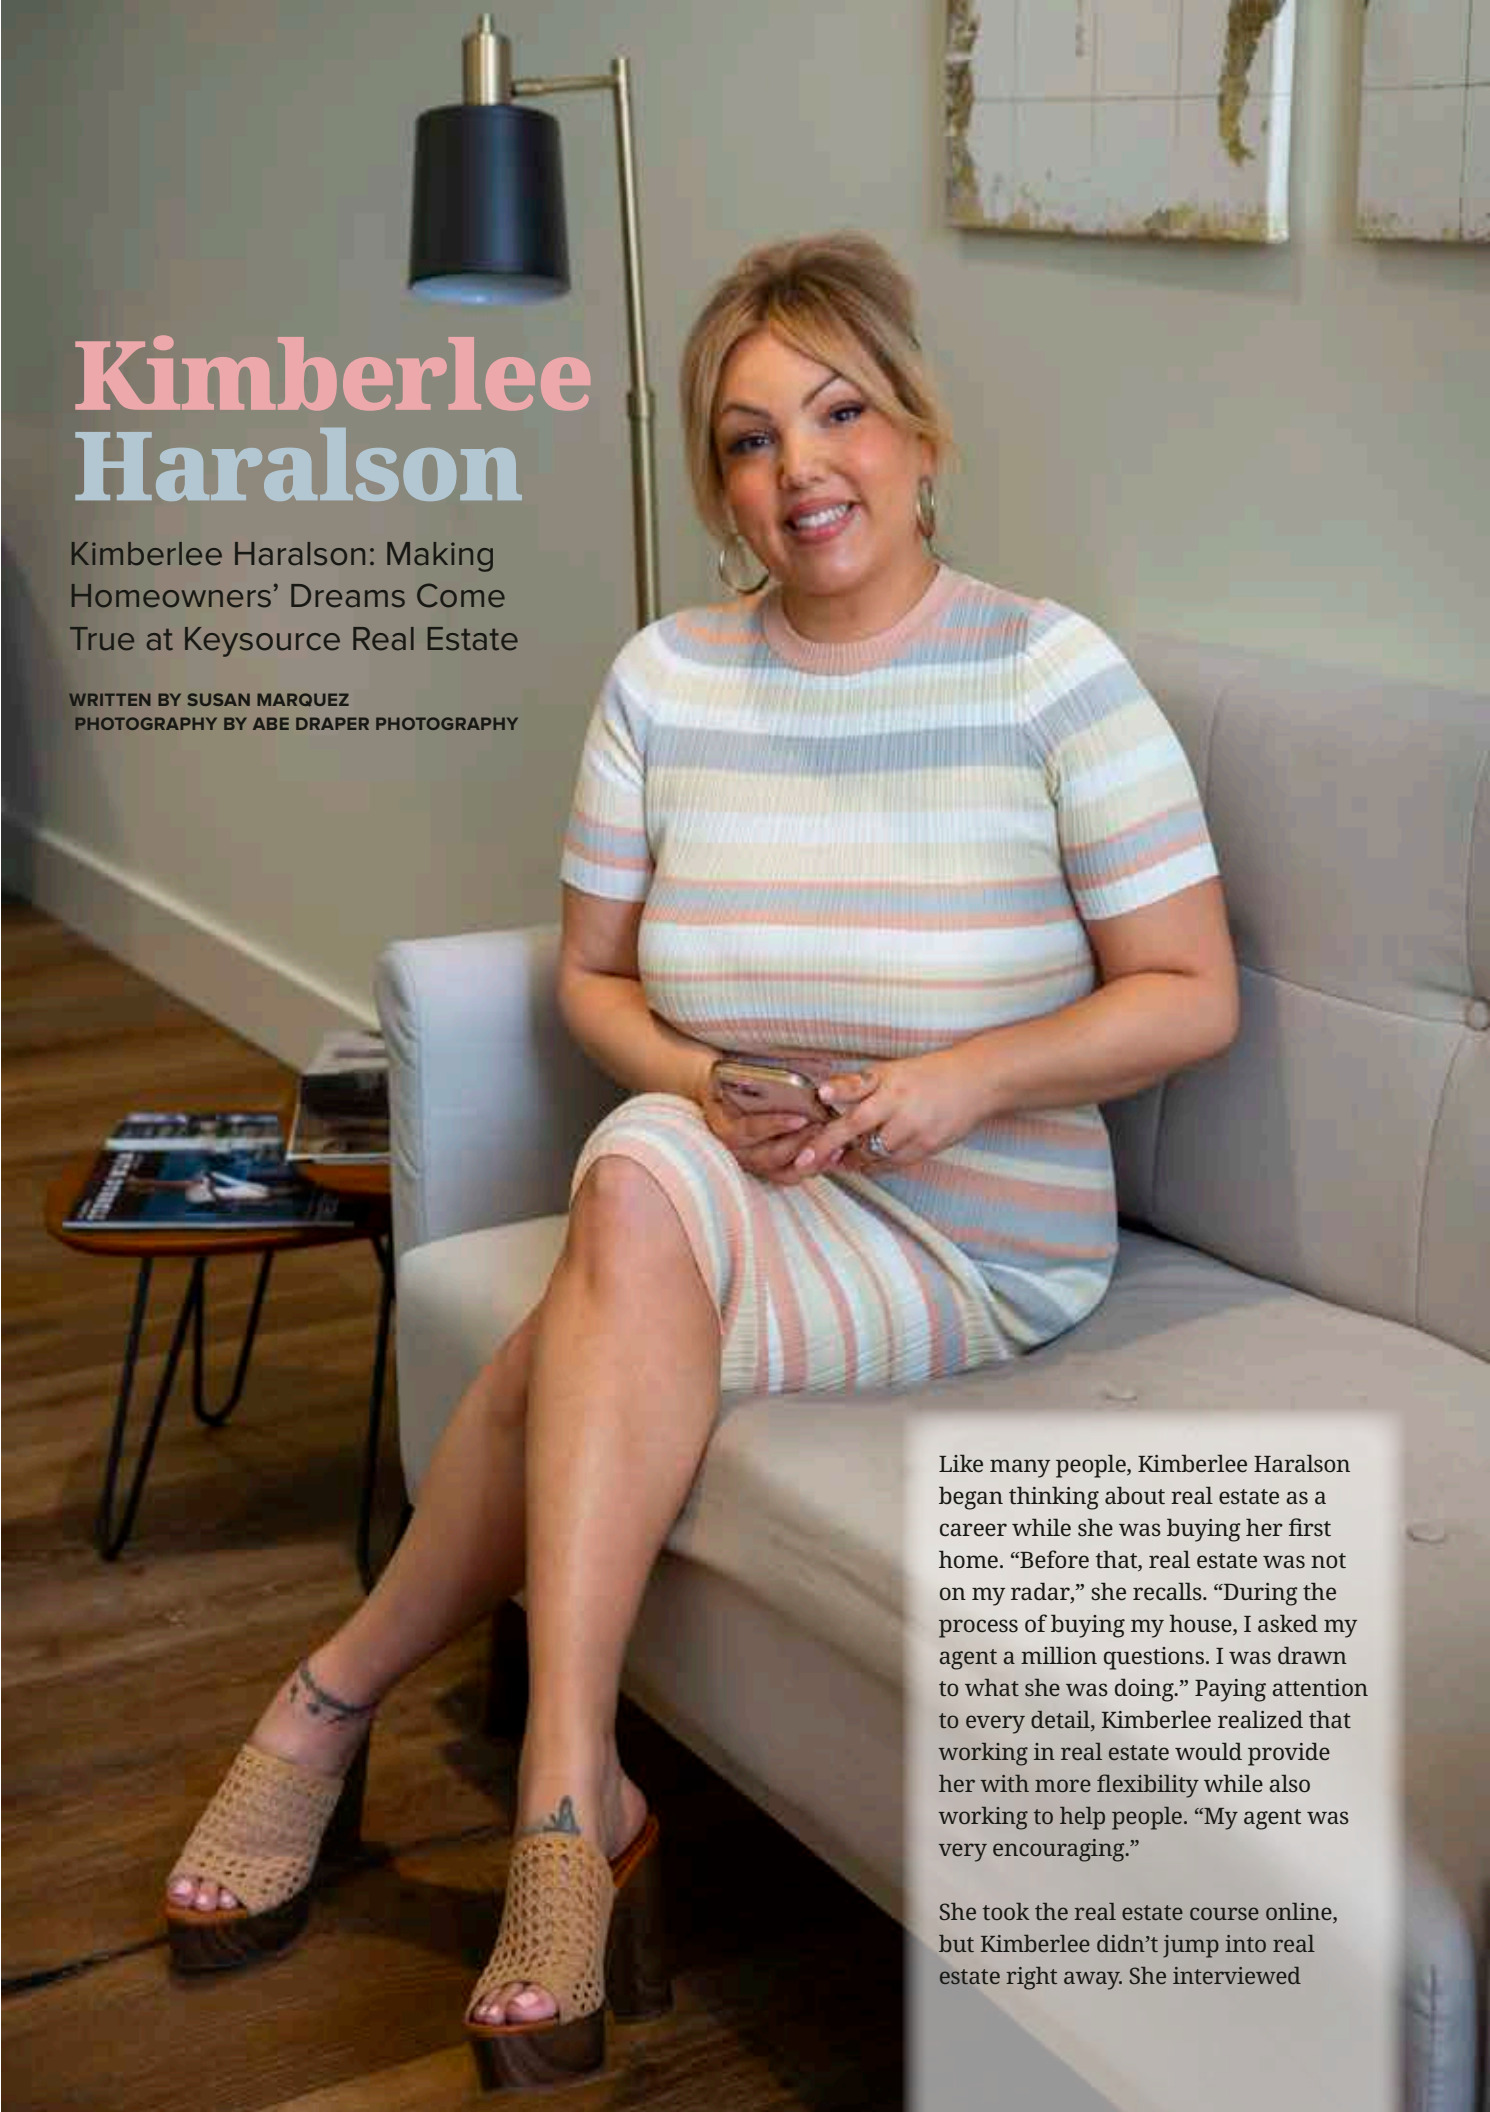 Kimberlee
Haralson
Kimberlee Haralson: Making
Homeowners’ Dreams Come
True at Keysource Real Estate
WRITTEN BY SUSAN MARQUEZ
PHOTOGRAPHY BY ABE DRAPER PHOTOGRAPHY
Like many people, Kimberlee Haralson
began thinking about real estate as a
career while she was buying her first
home. “Before that, real estate was not
on my radar,” she recalls. “During the
process of buying my house, I asked my
agent a million questions. I was drawn
to what she was doing.” Paying attention
to every detail, Kimberlee realized that
working in real estate would provide
her with more flexibility while also
working to help people. “My agent was
very encouraging.”
She took the real estate course online,
but Kimberlee didn’t jump into real
estate right away. She interviewed